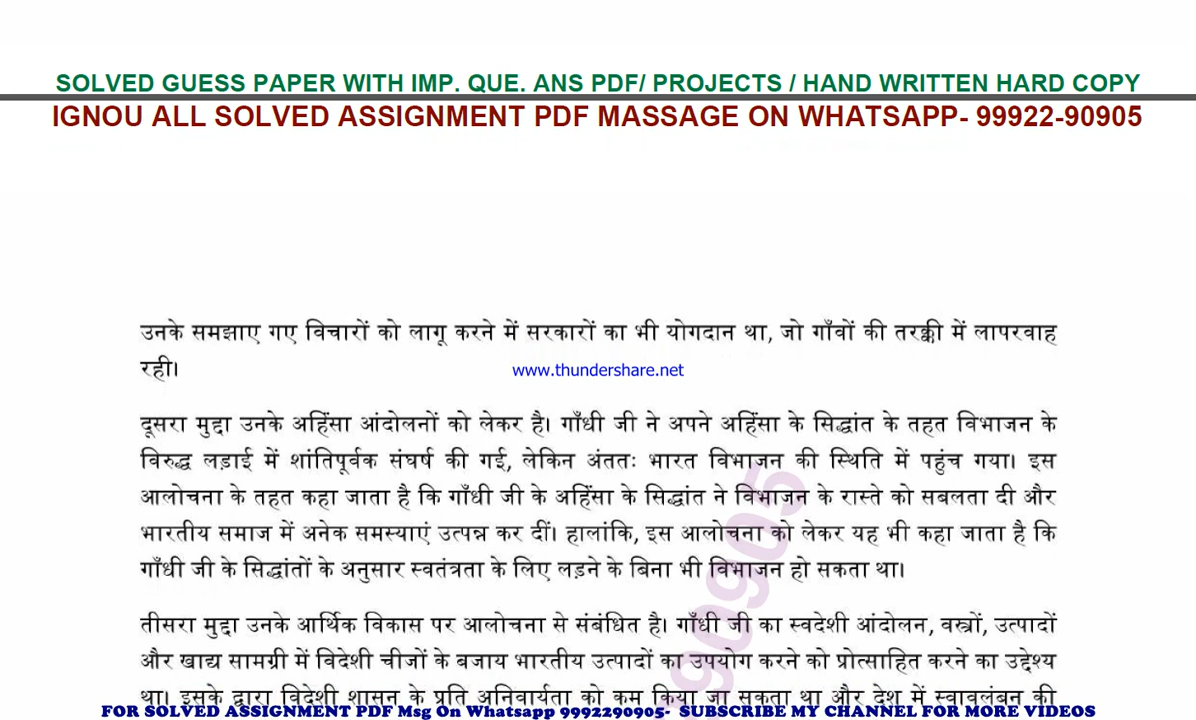 SOLVED GUESS PAPER WITH IMP. QUE. ANS PDF/ PROJECTS / HAND WRITTEN HARD COPY
IGNOU ALL SOLVED ASSIGNMENT PDF MASSAGE ON WHATSAPP- 99922-90905
उनके समझाए गए विचारों को लागू करने में सरकारों का भी योगदान था, जो गाँवों की तरक्की में लापरवाह
रही।
www.thundershare.net
दूसरा मुद्दा उनके अहिंसा आंदोलनों को लेकर है। गाँधी जी ने अपने अहिंसा के सिद्धांत के तहत विभाजन के
विरुद्ध लड़ाई में शांतिपूर्वक संघर्ष की गई, लेकिन अंततः भारत विभाजन की स्थिति में पहुंच गया। इस
आलोचना के तहत कहा जाता है कि गाँधी जी के अहिंसा के सिद्धांत ने विभाजन के रास्ते को सबलता दी और
भारतीय समाज में अनेक समस्याएं उत्पन्न कर दीं। हालांकि, इस आलोचना को लेकर यह भी कहा जाता है कि
गाँधी जी के सिद्धांतों के अनुसार स्वतंत्रता के लिए लड़ने के बिना भी विभाजन हो सकता था।
तीसरा मुद्दा उनके आर्थिक विकास पर आलोचना से संबंधित है। गाँधी जी का स्वदेशी आंदोलन, वस्त्रों, उत्पादों
और खाद्य सामग्री में विदेशी चीजों के बजाय भारतीय उत्पादों का उपयोग करने को प्रोत्साहित करने का उद्देश्य
था। इसके द्वारा विदेशी शासन के प्रति अनिवार्यता को कम किया जा सकता था और देश में स्वावलंबन की
90905
FOR SOLVED ASSIGNMENT PDF Msg On Whatsapp 9992290905- SUBSCRIBE MY CHANNEL FOR MORE VIDEOS